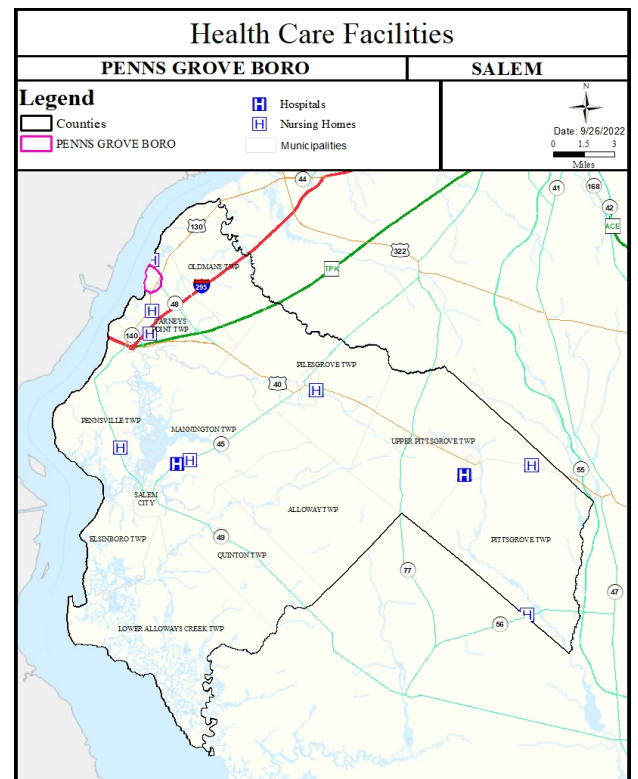 Health Care Facilities
PENNS GROVE BORO
SALEM
Legend
Counties
PENNS GROVE BORO
H Hospitals
H Nursing Homes
Municipalities
N
Date: 9/26/2022
0 1.5 3
Miles
44
41
168
42
ACE
130
322
OLDMANS TWP
TPK
295
H
48
H
CARNEYS
POINT TWP
140
H
PILESGROVE TWP
40
H
PENNSVILLE TWP
MANNINGTON TWP
45
UPPER PITTSGROVE TWP
H
H
H
H
H
55
SALEM
CITY
ALLOWAY TWP
ELSINBORO TWP
49
QUINTON TWP
PITTSGROVE TWP
77
47
H
56
LOWER ALLOWAYS CREEK TWP